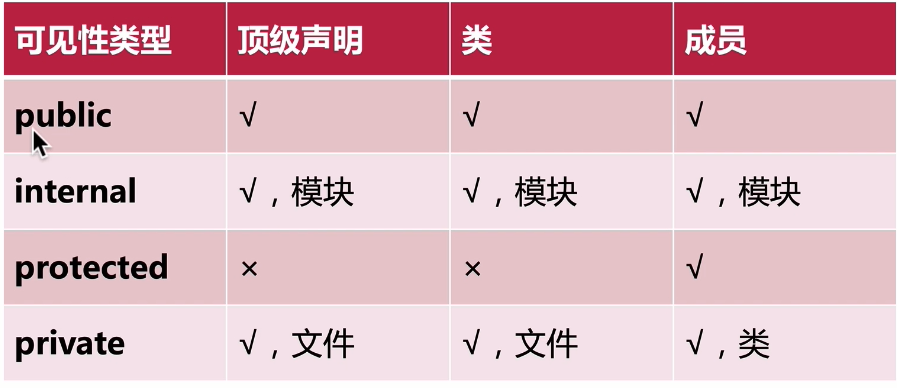 可见性类型 顶级声明 类 成员
public √ √ √
internal √，模块 √，模块 √，模块
protected × × √
private √，文件 √，文件 √，类